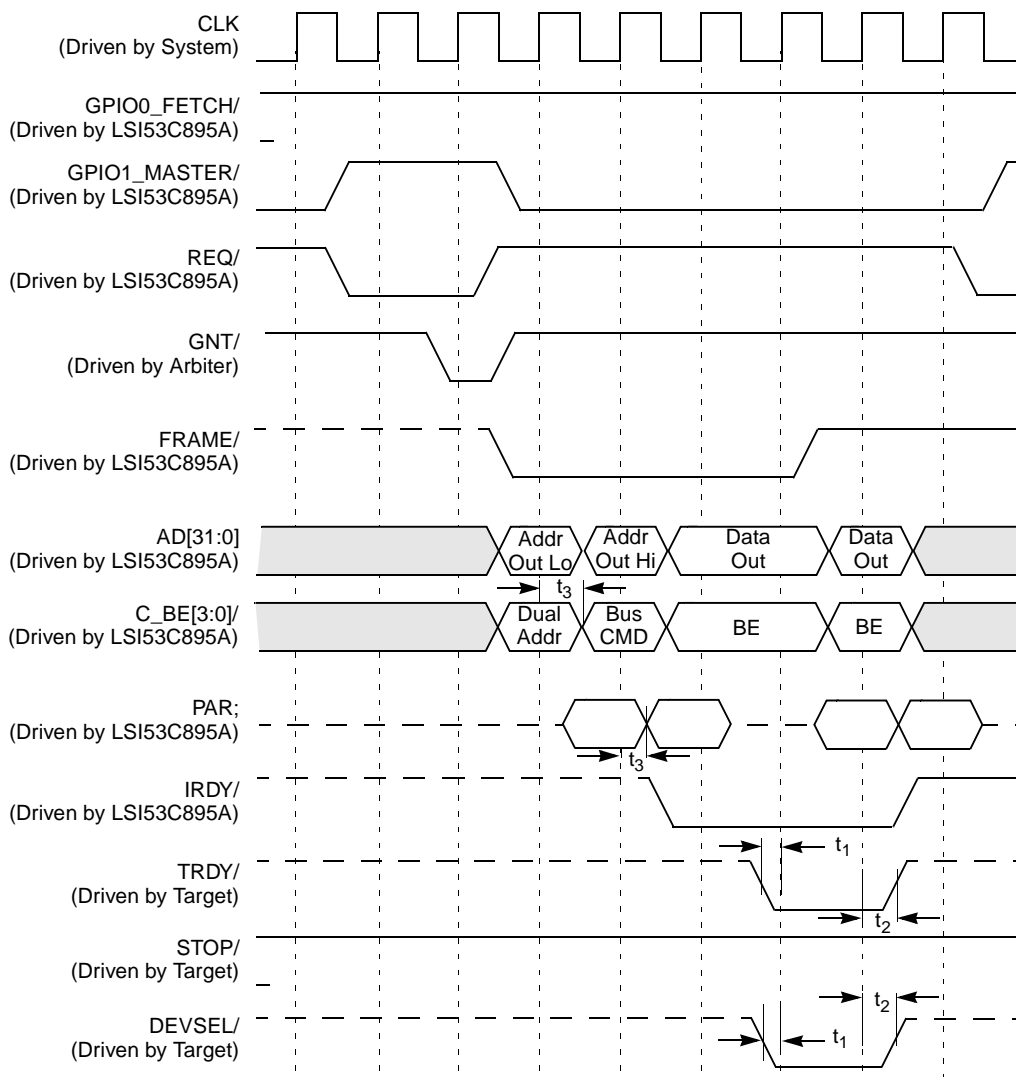 CLK
(Driven by System)
GPIO0_FETCH/
(Driven by LSI53C895A)
GPIO1_MASTER/
(Driven by LSI53C895A)
REQ/
(Driven by LSI53C895A)
GNT/
(Driven by Arbiter)
FRAME/
(Driven by LSI53C895A)
AD[31:0]
(Driven by LSI53C895A)
Addr
Out Lo
Addr
Out Hi
Data
Out
Data
Out
t3
C_BE[3:0]/
(Driven by LSI53C895A)
Dual
Addr
Bus
CMD
BE
BE
PAR;
(Driven by LSI53C895A)
t3
IRDY/
(Driven by LSI53C895A)
t1
TRDY/
(Driven by Target)
t2
STOP/
(Driven by Target)
t2
DEVSEL/
(Driven by Target)
t1